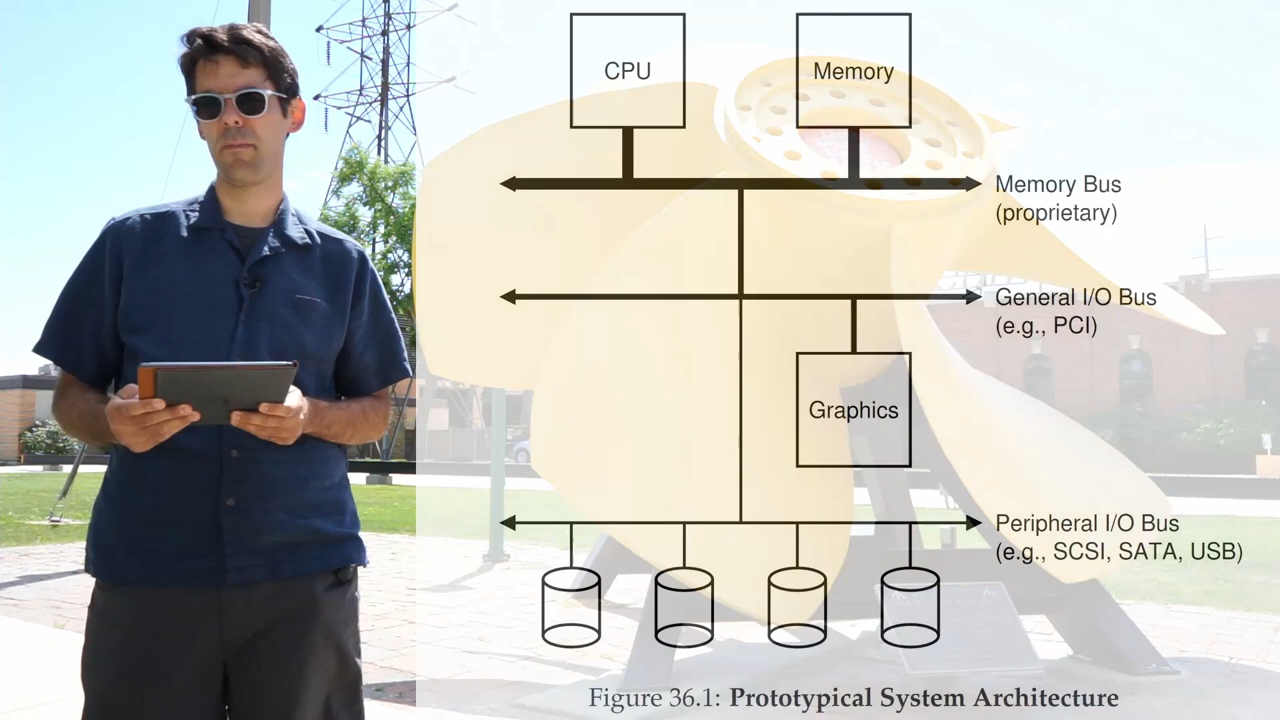 CPU
Memory
Memory Bus
(proprietary)
General I/O Bus
(e.g., PCI)
Graphics
Peripheral I/O Bus
(e.g., SCSI, SATA, USB)
Figure 36.1: Prototypical System Architecture